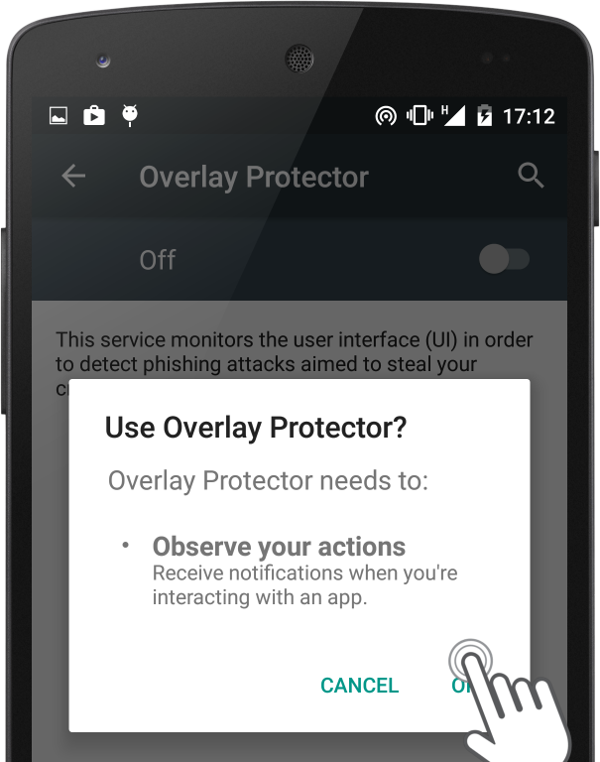 H 17:12
Overlay Protector
Off
This service monitors the user interface (UI) in order
to detect phishing attacks aimed to steal your
Use Overlay Protector?
Overlay Protector needs to:
• Observe your actions
Receive notifications when you're
interacting with an app.
CANCEL